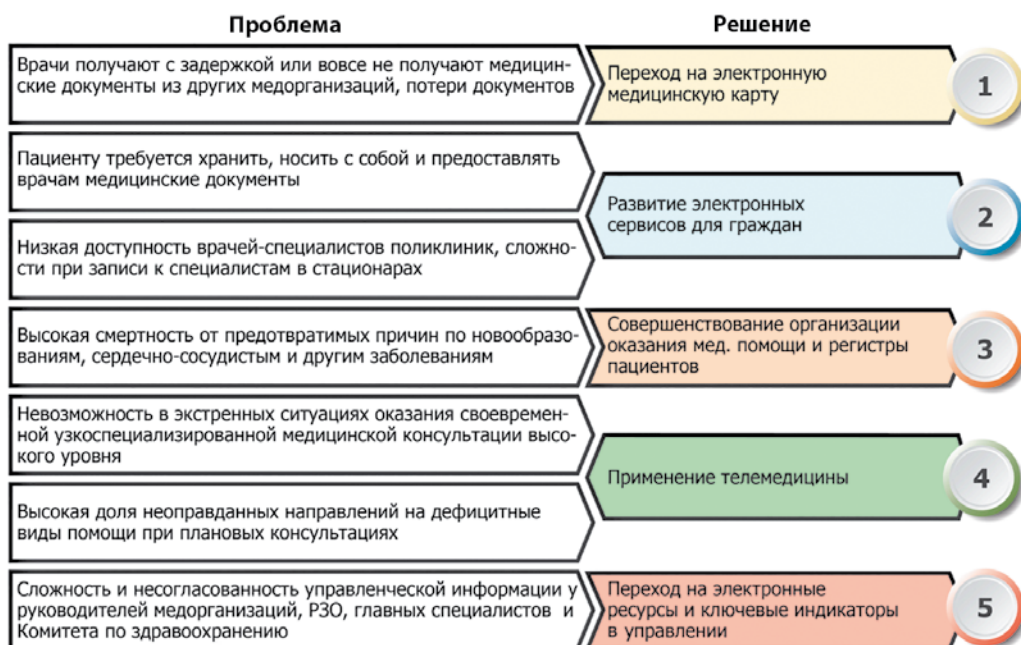 Проблема
Решение
Врачи получают с задержкой или вовсе не получают медицин-
ские документы из других медорганизаций, потери документов
Переход на электронную
медицинскую карту
1
Пациенту требуется хранить, носить с собой и предоставлять
врачам медицинские документы
Низкая доступность врачей-специалистов поликлиник, сложно-
сти при записи к специалистам в стационарах
Развитие электронных
сервисов для граждан
2
Высокая смертность от предотвратимых причин по новообразо-
ваниям, сердечно-сосудистым и другим заболеваниям
Совершенствование организации
оказания мед. помощи и регистры
пациентов
3
Невозможность в экстренных ситуациях оказания своевремен-
ной узкоспециализированной медицинской консультации высо-
кого уровня
Высокая доля неоправданных направлений на дефицитные
виды помощи при плановых консультациях
Применение телемедицины
4
Сложность и несогласованность управленческой информации у
руководителей медорганизаций, РЗО, главных специалистов и
Комитета по здравоохранению
Переход на электронные
ресурсы и ключевые индикаторы
в управлении
5